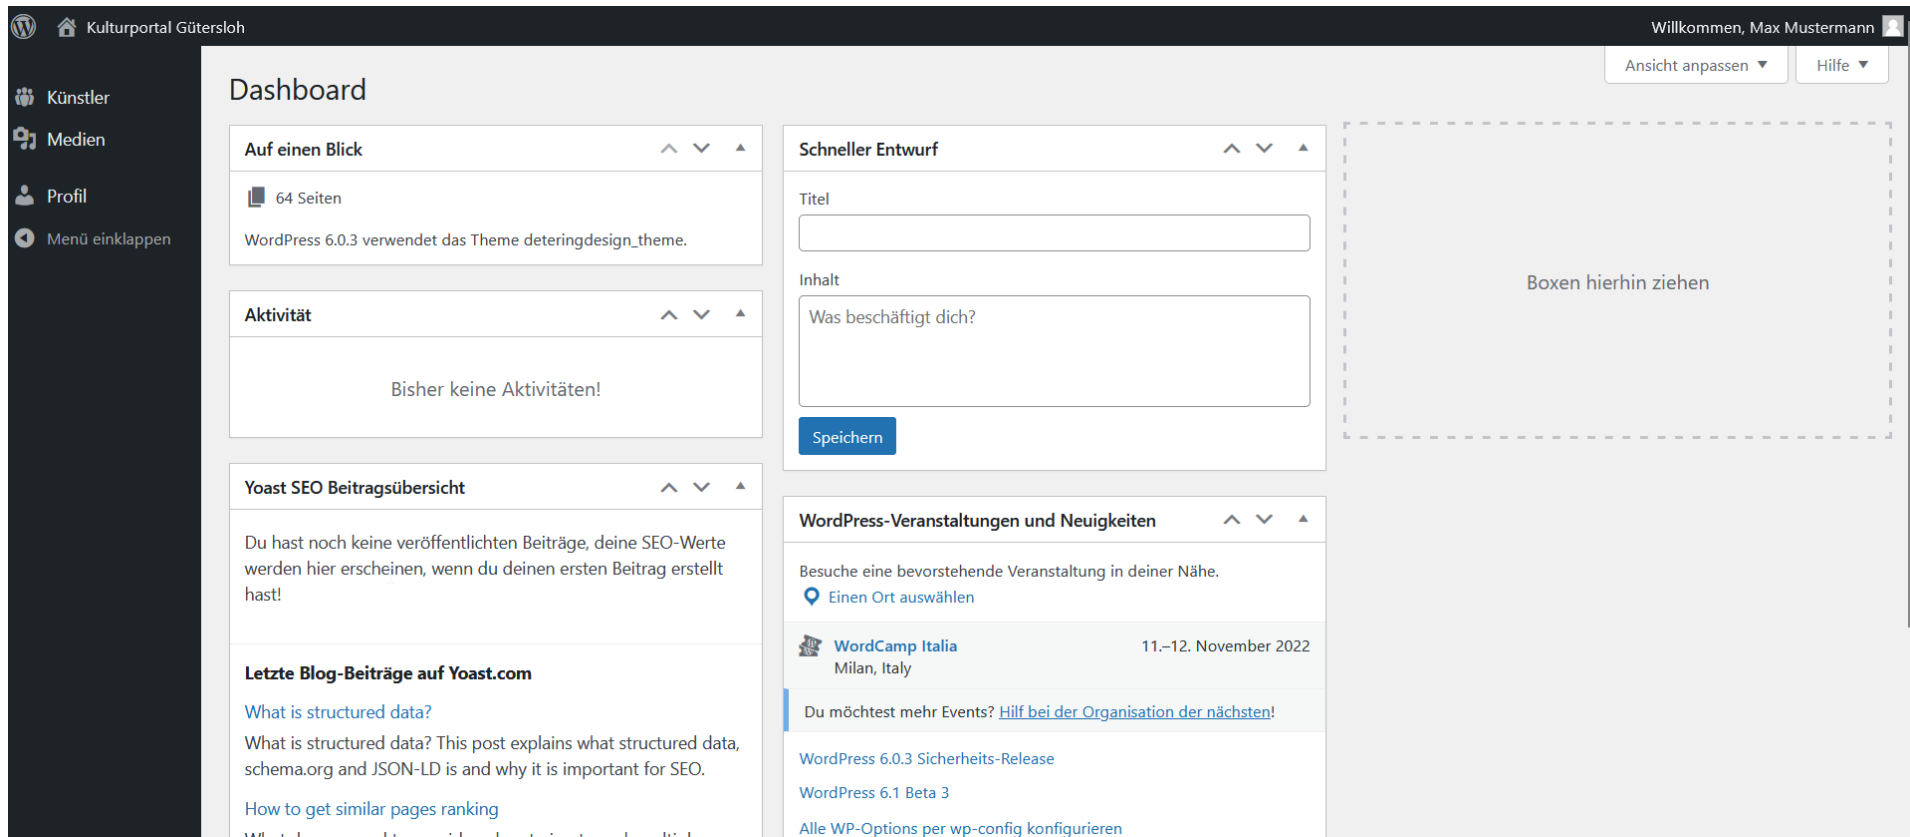 Kulturportal Gütersloh
Willkommen, Max Mustermann
Künstler
Medien
Profil
Menü einklappen
Ansicht anpassen
Hilfe
Dashboard
Auf einen Blick
64 Seiten
WordPress 6.0.3 verwendet das Theme deteringdesign_theme.
Aktivität
Bisher keine Aktivitäten!
Yoast SEO Beitragsübersicht
Du hast noch keine veröffentlichten Beiträge, deine SEO-Werte
werden hier erscheinen, wenn du deinen ersten Beitrag erstellt
hast!
Letzte Blog-Beiträge auf Yoast.com
What is structured data?
What is structured data? This post explains what structured data,
schema.org and JSON-LD is and why it is important for SEO.
How to get similar pages ranking
Schneller Entwurf
Titel
Inhalt
Was beschäftigt dich?
Speichern
WordPress-Veranstaltungen und Neuigkeiten
Besuche eine bevorstehende Veranstaltung in deiner Nähe.
Einen Ort auswählen
WordCamp Italia
11.–12. November 2022
Milan, Italy
Du möchtest mehr Events? Hilf bei der Organisation der nächsten!
WordPress 6.0.3 Sicherheits-Release
WordPress 6.1 Beta 3
Alle WP-Options per wp-config konfigurieren
Boxen hierhin ziehen